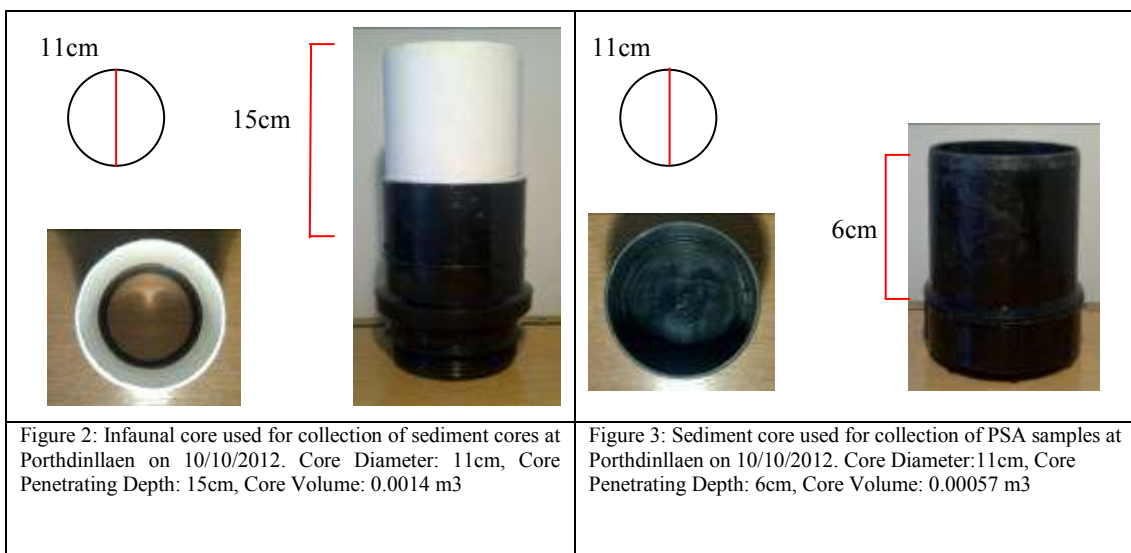 11cm
15cm
Figure 2: Infaunal core used for collection of sediment cores at
Porthdinllaen on 10/10/2012. Core Diameter: 11cm, Core
Penetrating Depth: 15cm, Core Volume: 0.0014 m3
11cm
6cm
Figure 3: Sediment core used for collection of PSA samples at
Porthdinllaen on 10/10/2012. Core Diameter:11cm, Core
Penetrating Depth: 6cm, Core Volume: 0.00057 m3